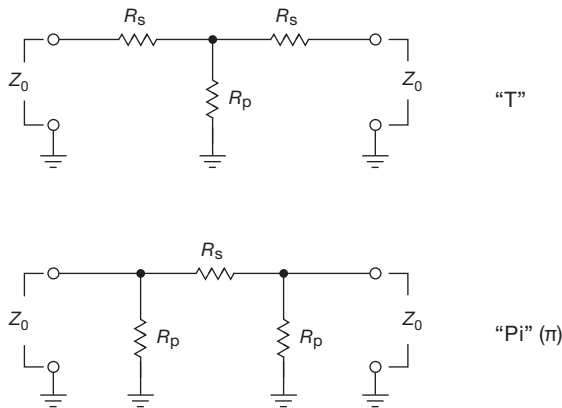 Rs Rs
Z0 Rp Z0 “T”
Rs
Z0 Rp Rp Z0 “Pi” (π)